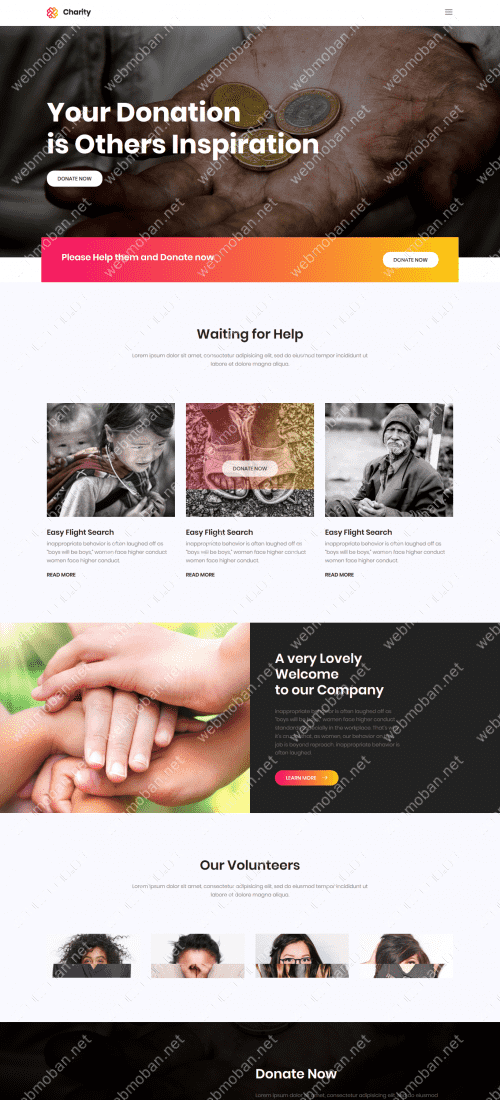 Charity
Your Donation
is Others Inspiration
DONATE NOW
Please Help them and Donate now
DONATE NOW
Waiting for Help
Lorem ipsum dolor sit amet, consectetur adipisicing elit, sed do eiusmod tempor incididunt ut
labore et dolore magna aliqua.
DONATE NOW
Easy Flight Search
inappropriate behavior is often laughed off as
"boys will be boys," women face higher conduct
women face higher conduct.
READ MORE
Easy Flight Search
inappropriate behavior is often laughed off as
"boys will be boys," women face higher conduct
women face higher conduct.
READ MORE
Easy Flight Search
inappropriate behavior is often laughed off as
"boys will be boys," women face higher conduct
women face higher conduct.
READ MORE
A very Lovely
Welcome
to our Company
inappropriate behavior is often laughed off as
"boys will be boys," women face higher conduct
standards especially in the workplace. That's why
it's crucial that, as women, our behavior on the
job is beyond reproach. inappropriate behavior is
often laughed.
LEARN MORE
Our Volunteers
Lorem ipsum dolor sit amet, consectetur adipisicing elit, sed do eiusmod tempor incididunt ut
labore et dolore magna aliqua.
Donate Now
Lorem ipsum dolor sit amet, consectetur adipisicing elit, sed do eiusmod
webmoban.net